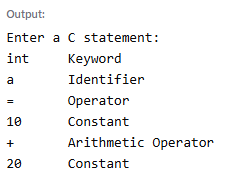 Output:
Enter a C statement:
int Keyword
a Identifier
= Operator
10 Constant
+ Arithmetic Operator
20 Constant